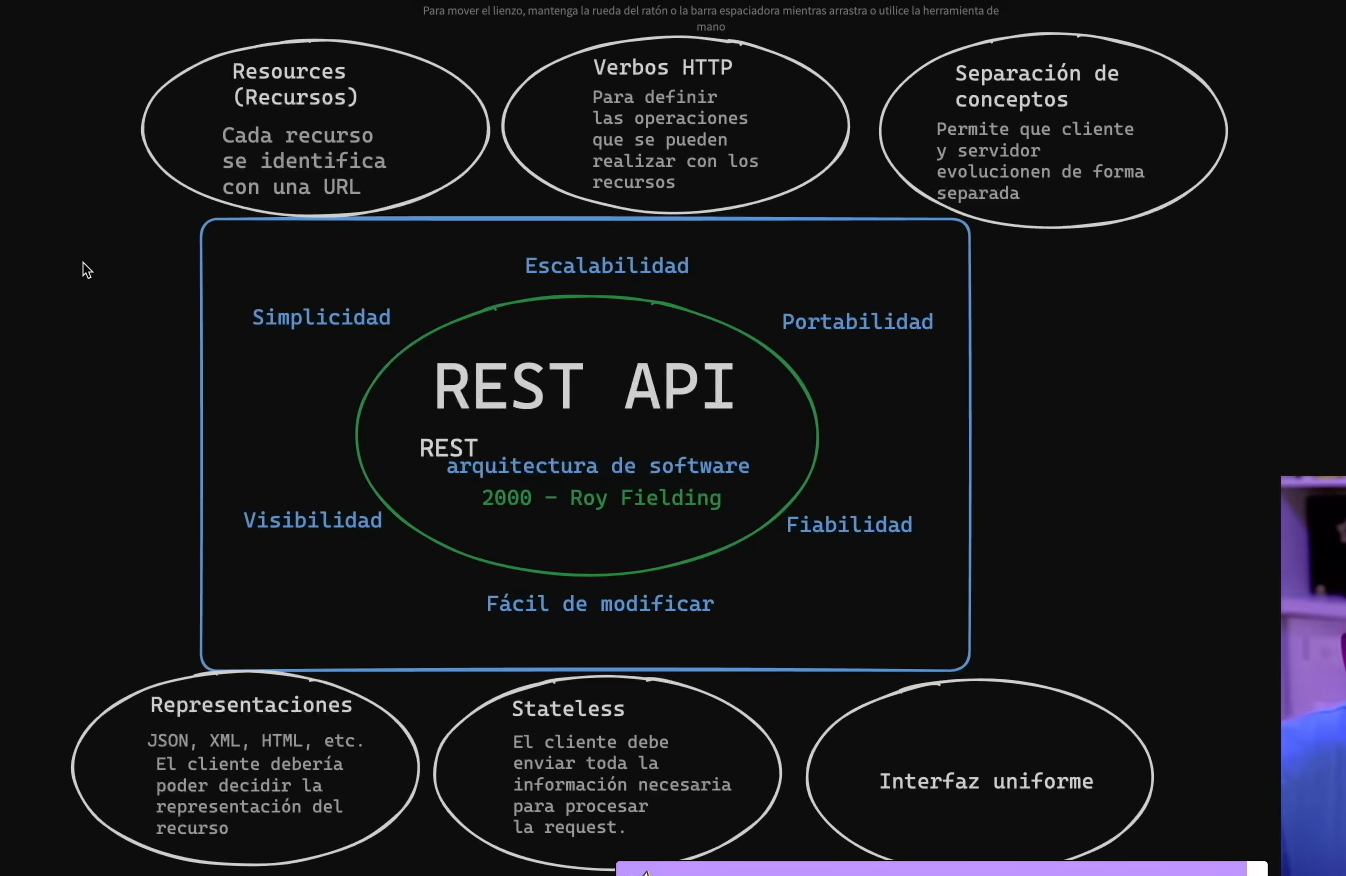 Para mover el lienzo, mantenga la rueda del ratón o la barra espaciadora mientras arrastra o utilice la herramienta de
mano
Resources
(Recursos)
Cada recurso
se identifica
con una URL
Verbos HTTP
Para definir
las operaciones
que se pueden
realizar con los
recursos
Separación de
conceptos
Permite que cliente
y servidor
evolucionen de forma
separada
Escalabilidad
Simplicidad
Portabilidad
REST API
REST
arquitectura de software
2000 - Roy Fielding
Visibilidad
Fiabilidad
Fácil de modificar
Representaciones
JSON, XML, HTML, etc.
El cliente debería
poder decidir la
representación del
recurso
Stateless
El cliente debe
enviar toda la
información necesaria
para procesar
la request.
Interfaz uniforme